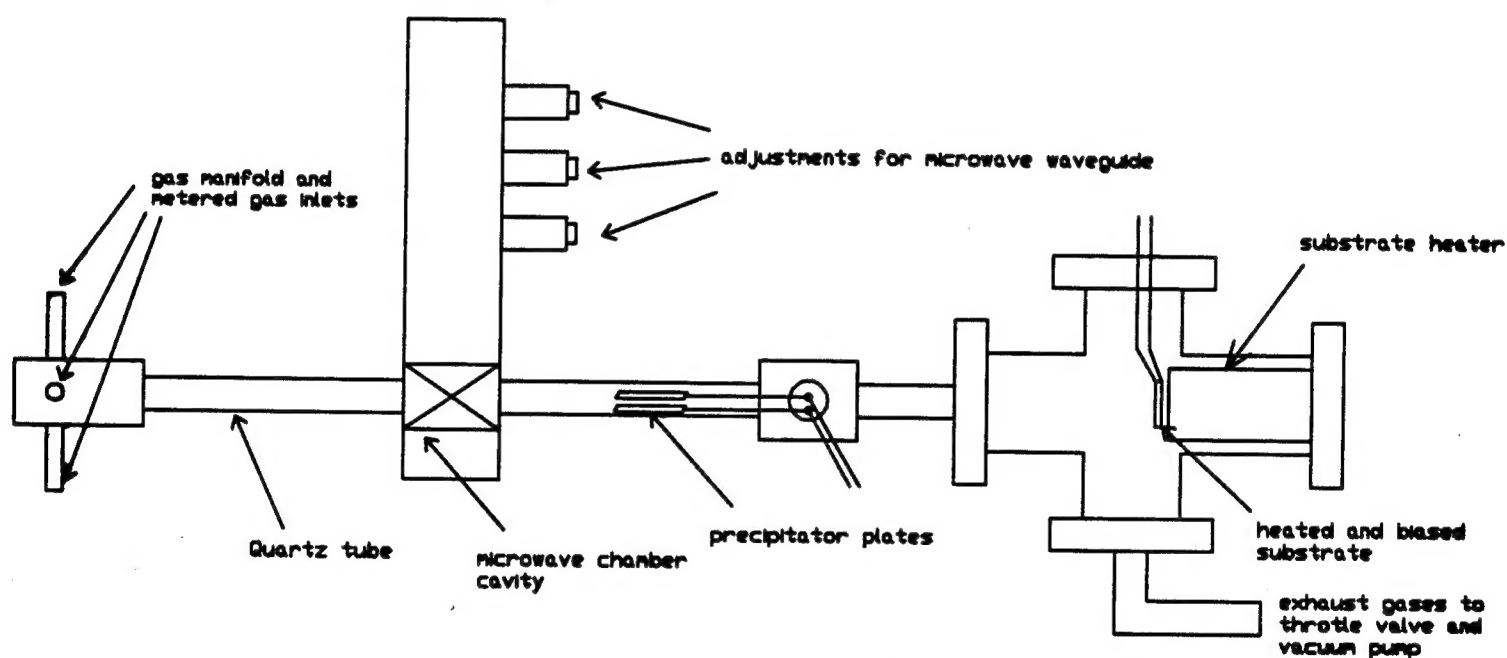 adjustments for microwave waveguide
gas manifold and
metered gas inlets
substrate heater
Quartz tube
microwave chamber
cavity
precipitator plates
heated and biased
substrate
exhaust gases to
throttle valve and
vacuum pump